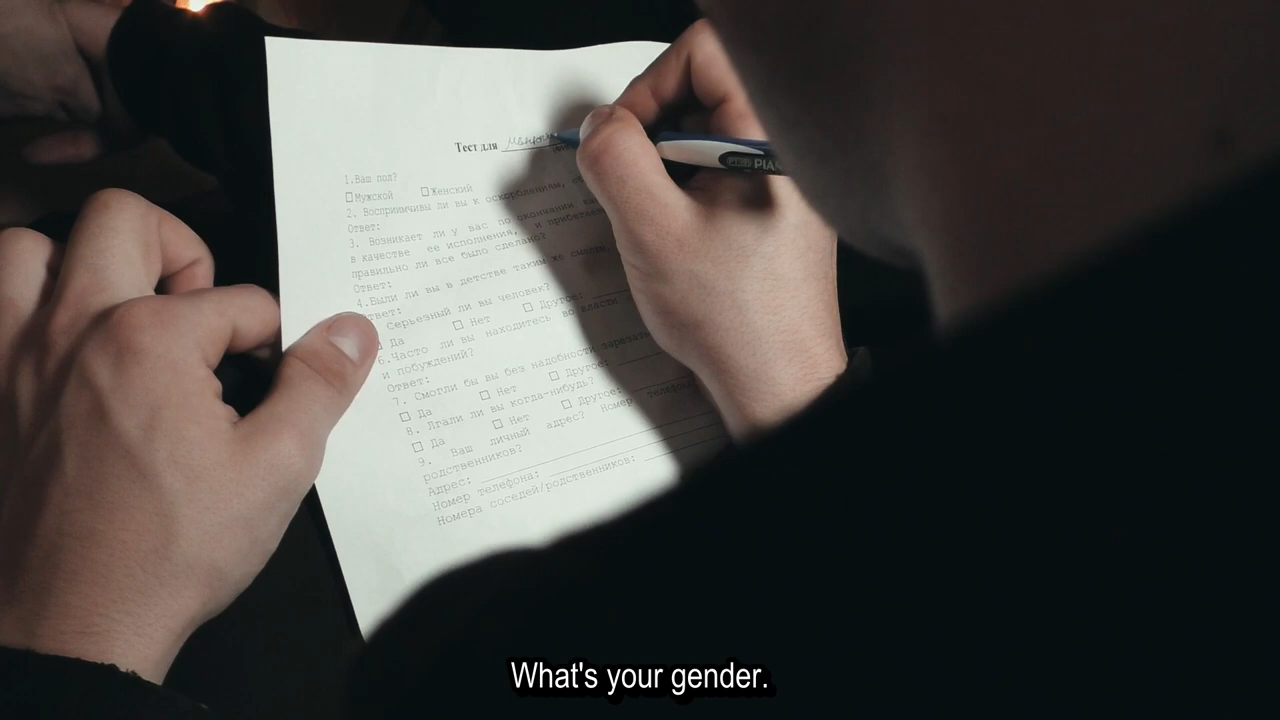 Тест для
1.Ваш пол?
Мужской Женский
2. Восприимчивы ли вы к оскорблениям,
Ответ:
3. Возникает ли у вас по окончании
в качестве ее исполнения, и прибегаете
правильно ли все было сделано?
Ответ:
4.Были ли вы в детстве таким же смелым,
Ответ:
Серьезный ли вы человек?
Да Нет Другое:
6.Часто ли вы находитесь во власти
и побуждений?
Ответ:
7. Смогли бы вы без надобности зарезать
Да Нет Другое:
8. Лгали ли вы когда-нибудь?
Да Нет Другое:
9. Ваш личный адрес? Номер телефона
родственников?
Адрес:
Номер телефона:
Номера соседей/родственников:
What's your gender.